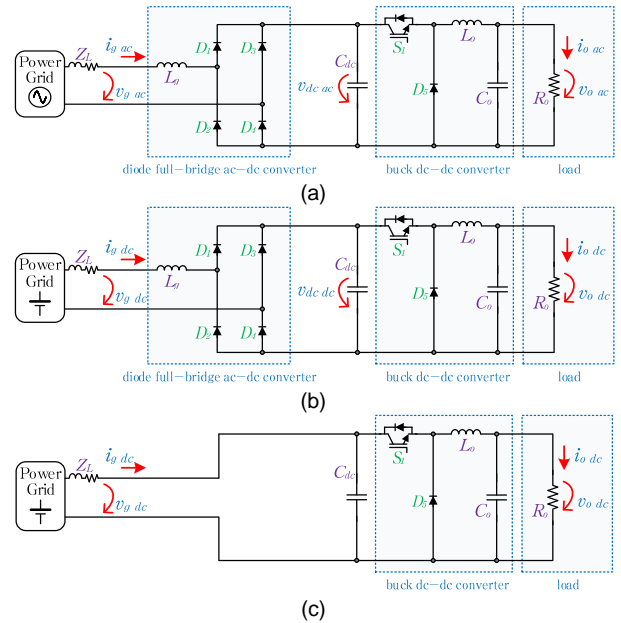 Power Grid
Z_L
i_g ac
v_g ac
L_g
D_1
D_3
D_2
D_4
C_dc
v_dc ac
S_1
D_5
L_o
C_o
R_o
i_o ac
v_o ac
diode full-bridge ac-dc converter
buck dc-dc converter
load
(a)
Power Grid
Z_L
i_g dc
v_g dc
L_g
D_1
D_3
D_2
D_4
C_dc
v_dc dc
S_1
D_5
L_o
C_o
R_o
i_o dc
v_o dc
diode full-bridge ac-dc converter
buck dc-dc converter
load
(b)
Power Grid
Z_L
i_g dc
v_g dc
C_dc
S_1
D_5
L_o
C_o
R_o
i_o dc
v_o dc
buck dc-dc converter
load
(c)